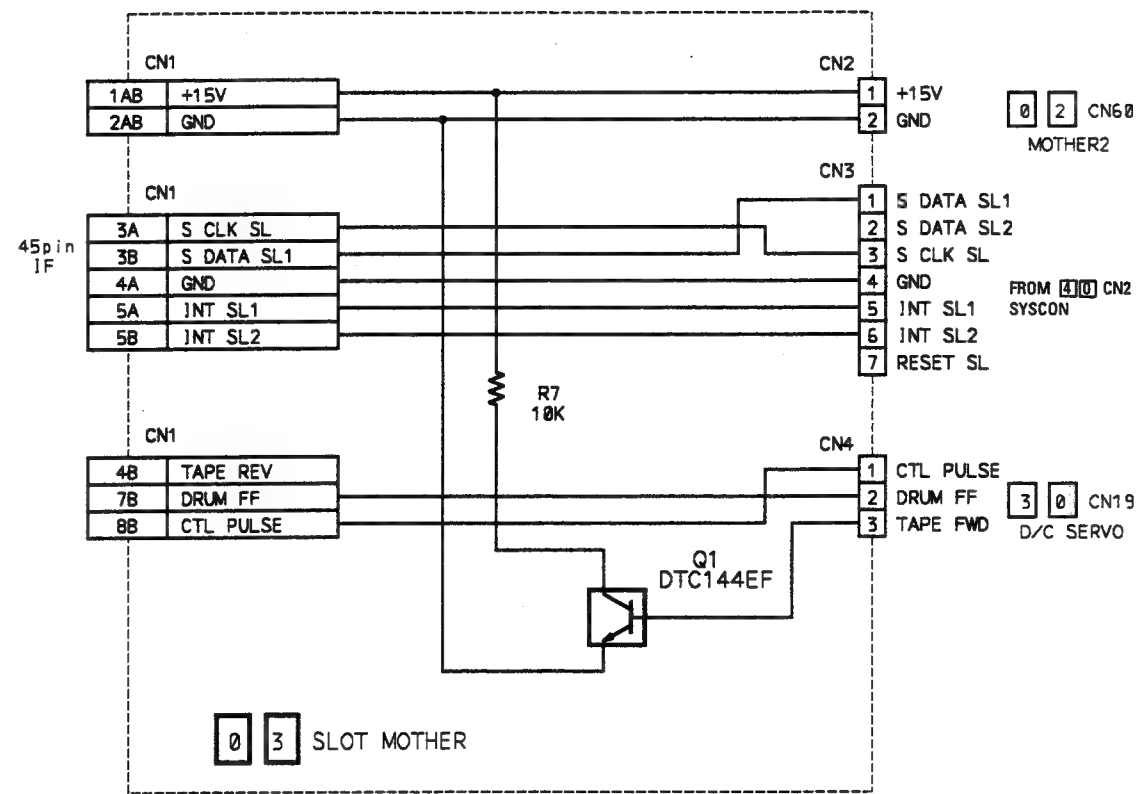 CN1
1AB +15V
2AB GND
CN2
1 +15V
2 GND
0 2 CN60
MOTHER2
45pin
IF
CN1
3A S CLK SL
3B S DATA SL1
4A GND
5A INT SL1
5B INT SL2
CN3
1 S DATA SL1
2 S DATA SL2
3 S CLK SL
4 GND
5 INT SL1
6 INT SL2
7 RESET SL
FROM 4 0 CN2
SYSCON
R7
10K
CN1
4B TAPE REV
7B DRUM FF
8B CTL PULSE
CN4
1 CTL PULSE
2 DRUM FF
3 TAPE FWD
3 0 CN19
D/C SERVO
Q1
DTC144EF
0 3 SLOT MOTHER